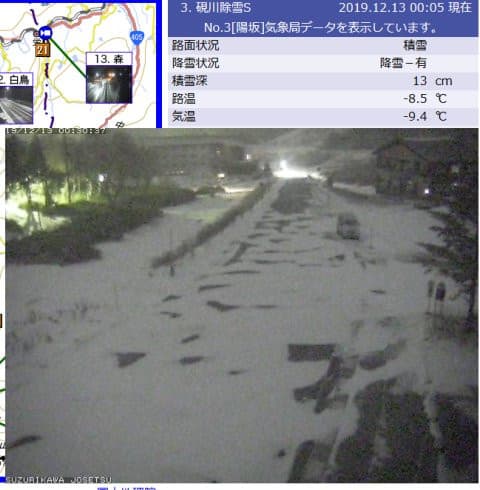 3. 硯川除雪S 2019.12.13 00:05 現在
No.3[陽坂]気象局データを表示しています。
路面状況 積雪
降雪状況 降雪－有
積雪深 13 cm
路温 -8.5 ℃
気温 -9.4 ℃
405
21
13. 森
2. 白鳥
19/12/13 00:30:37
SUZURIKAWA JOSETSU